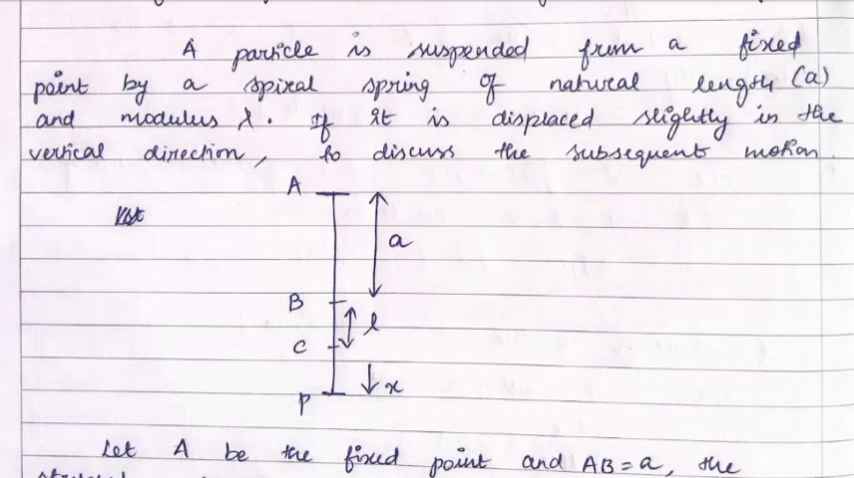 A particle is suspended from a fixed
point by a spiral spring of natural length (a)
and modulus λ. If it is displaced slightly in the
vertical direction, to discuss the subsequent motion
A
a
B
l
C
x
P
Let A be the fixed point and AB = a, the